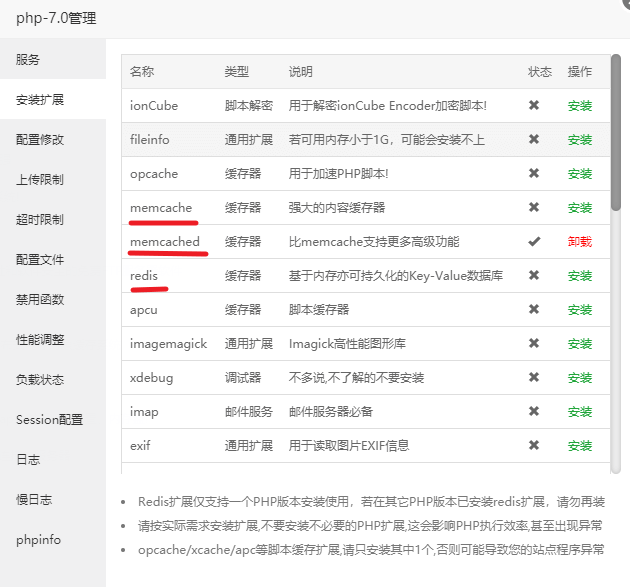 php-7.0管理
服务
安装扩展
配置修改
上传限制
超时限制
配置文件
禁用函数
性能调整
负载状态
Session配置
日志
慢日志
phpinfo
名称 类型 说明 状态 操作
ionCube 脚本解密 用于解密ionCube Encoder加密脚本! ✖ 安装
fileinfo 通用扩展 若可用内存小于1G，可能会安装不上 ✖ 安装
opcache 缓存器 用于加速PHP脚本! ✖ 安装
memcache 缓存器 强大的内容缓存器 ✖ 安装
memcached 缓存器 比memcache支持更多高级功能 ✔ 卸载
redis 缓存器 基于内存亦可持久化的Key-Value数据库 ✖ 安装
apcu 缓存器 脚本缓存器 ✖ 安装
imagemagick 通用扩展 Imagick高性能图形库 ✖ 安装
xdebug 调试器 不多说,不了解的不要安装 ✖ 安装
imap 邮件服务 邮件服务器必备 ✖ 安装
exif 通用扩展 用于读取图片EXIF信息 ✖ 安装
• Redis扩展仅支持一个PHP版本安装使用，若在其它PHP版本已安装redis扩展，请勿再装
• 请按实际需求安装扩展,不要安装不必要的PHP扩展,这会影响PHP执行效率,甚至出现异常
• opcache/xcache/apc等脚本缓存扩展,请只安装其中1个,否则可能导致您的站点程序异常